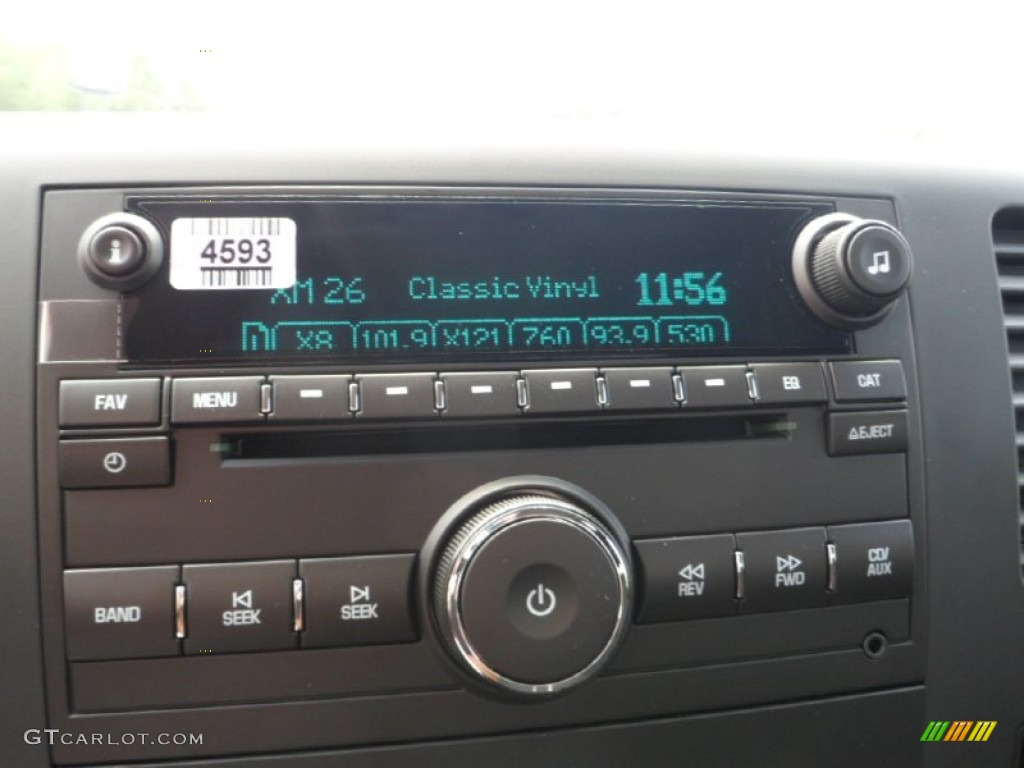 4593
XM 26 Classic Vinyl 11:56
X8 101.9 X121 760 93.9 530
FAV MENU EQ CAT
EJECT
BAND SEEK SEEK REV FWD CD/
AUX
GTCARLOT.COM